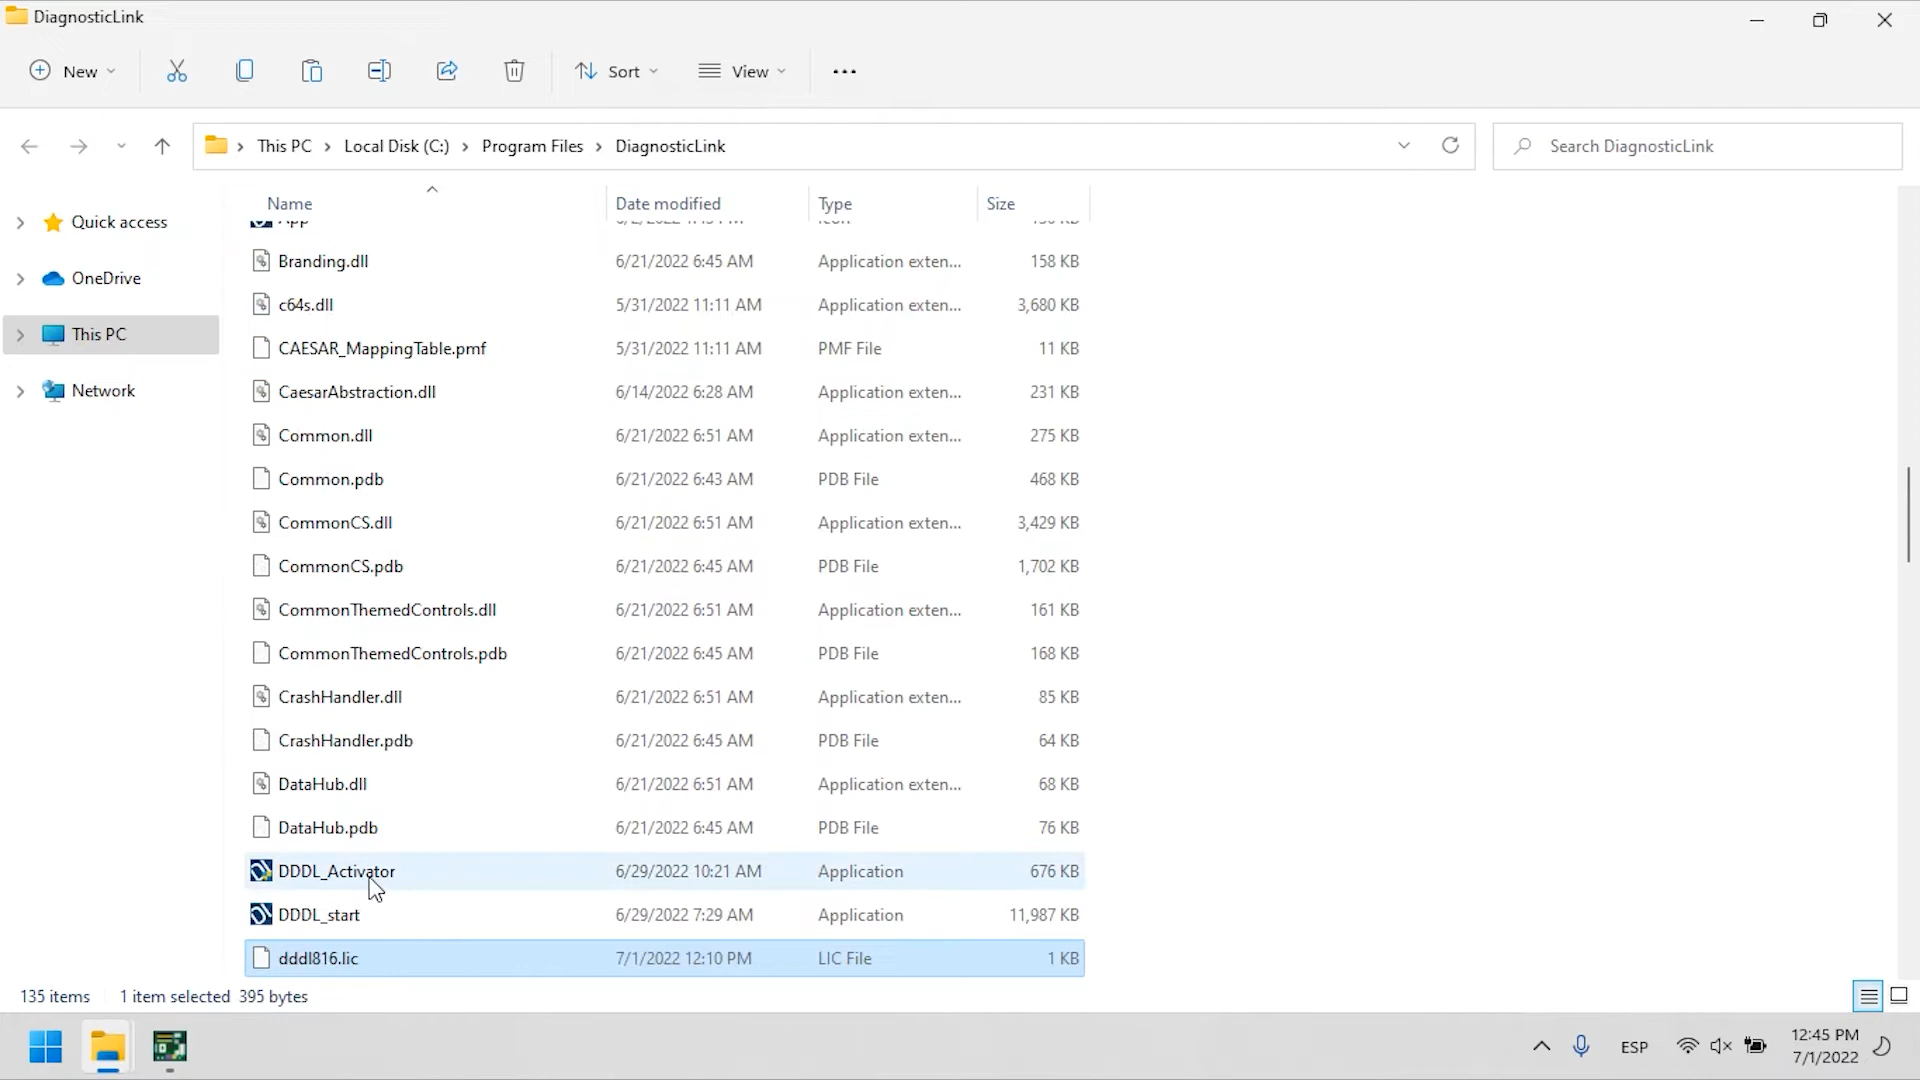 DiagnosticLink
New Sort View
This PC Local Disk (C:) Program Files DiagnosticLink Search DiagnosticLink
Quick access
OneDrive
This PC
Network
Name Date modified Type Size
Branding.dll 6/21/2022 6:45 AM Application exten... 158 KB
c64s.dll 5/31/2022 11:11 AM Application exten... 3,680 KB
CAESAR_MappingTable.pmf 5/31/2022 11:11 AM PMF File 11 KB
CaesarAbstraction.dll 6/14/2022 6:28 AM Application exten... 231 KB
Common.dll 6/21/2022 6:51 AM Application exten... 275 KB
Common.pdb 6/21/2022 6:43 AM PDB File 468 KB
CommonCS.dll 6/21/2022 6:51 AM Application exten... 3,429 KB
CommonCS.pdb 6/21/2022 6:45 AM PDB File 1,702 KB
CommonThemedControls.dll 6/21/2022 6:51 AM Application exten... 161 KB
CommonThemedControls.pdb 6/21/2022 6:45 AM PDB File 168 KB
CrashHandler.dll 6/21/2022 6:51 AM Application exten... 85 KB
CrashHandler.pdb 6/21/2022 6:45 AM PDB File 64 KB
DataHub.dll 6/21/2022 6:51 AM Application exten... 68 KB
DataHub.pdb 6/21/2022 6:45 AM PDB File 76 KB
DDDL_Activator 6/29/2022 10:21 AM Application 676 KB
DDDL_start 6/29/2022 7:29 AM Application 11,987 KB
dddl816.lic 7/1/2022 12:10 PM LIC File 1 KB
135 items 1 item selected 395 bytes
ESP 12:45 PM
7/1/2022